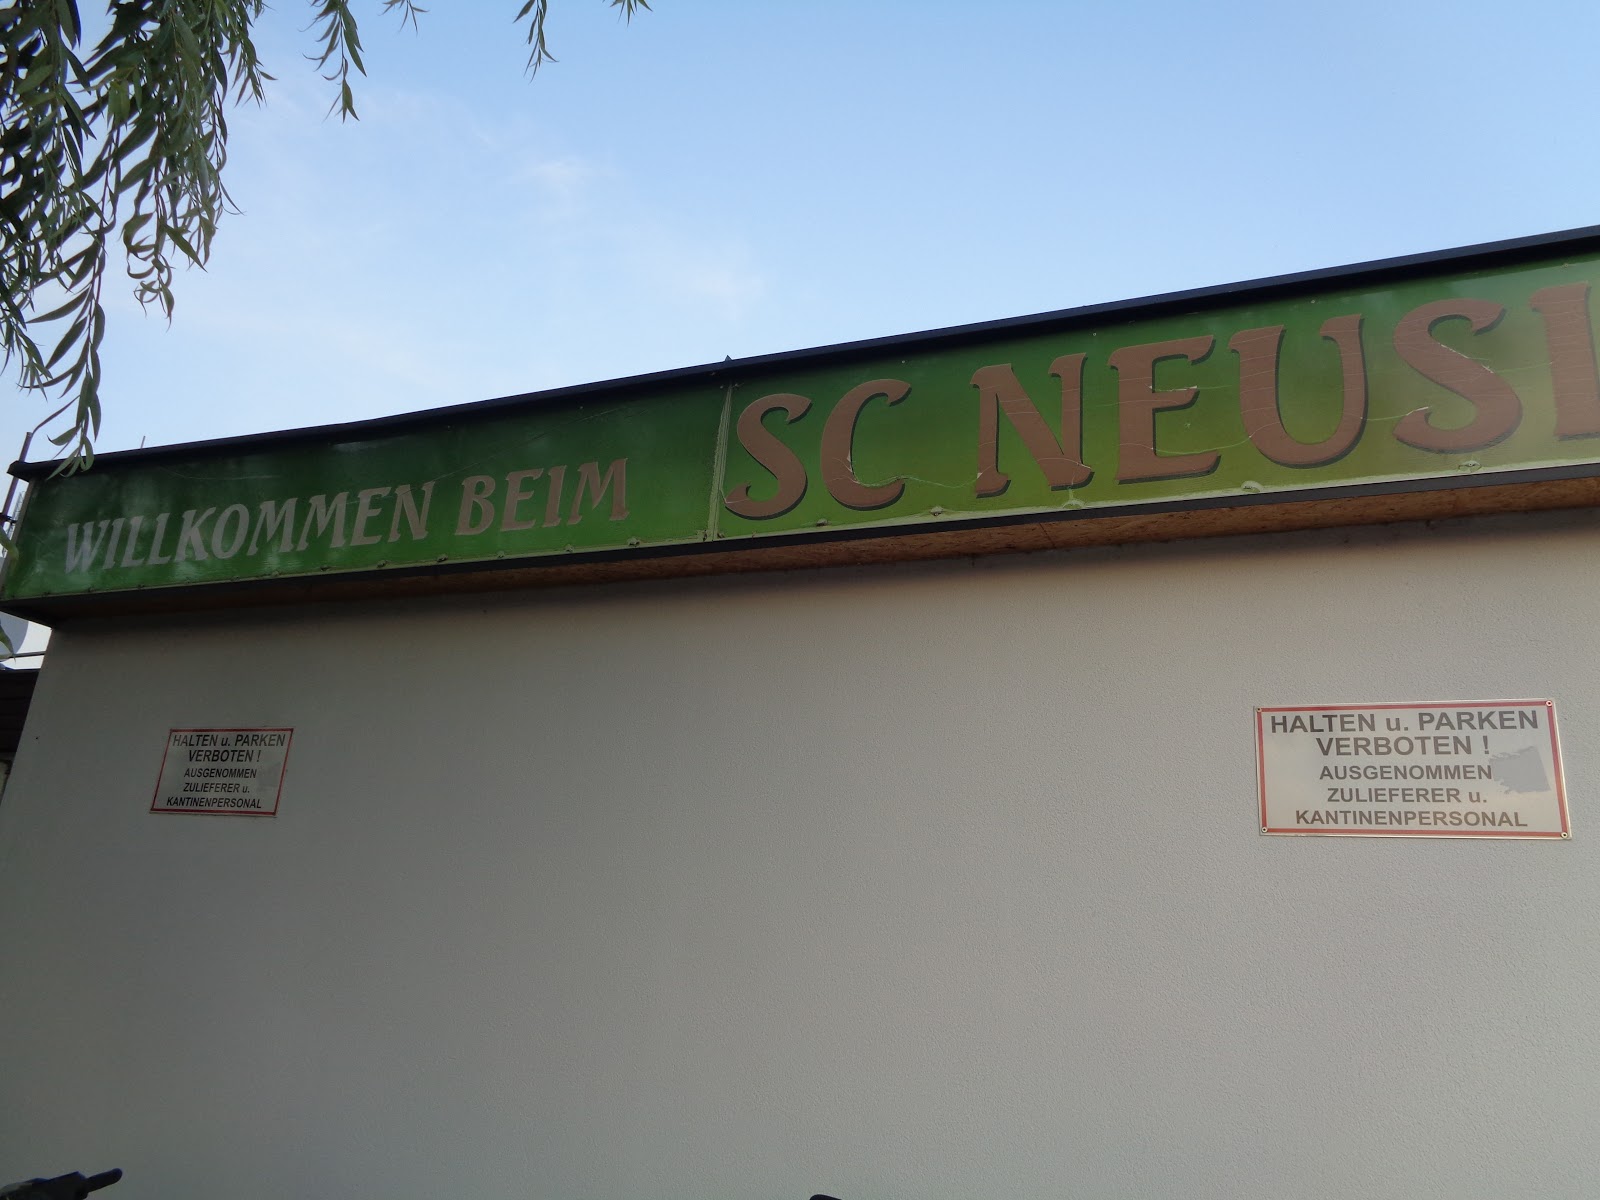 WILLKOMMEN BEIM SC NEUSI
HALTEN u. PARKEN
VERBOTEN !
AUSGENOMMEN
ZULIEFERER u.
KANTINENPERSONAL
HALTEN u. PARKEN
VERBOTEN !
AUSGENOMMEN
ZULIEFERER u.
KANTINENPERSONAL